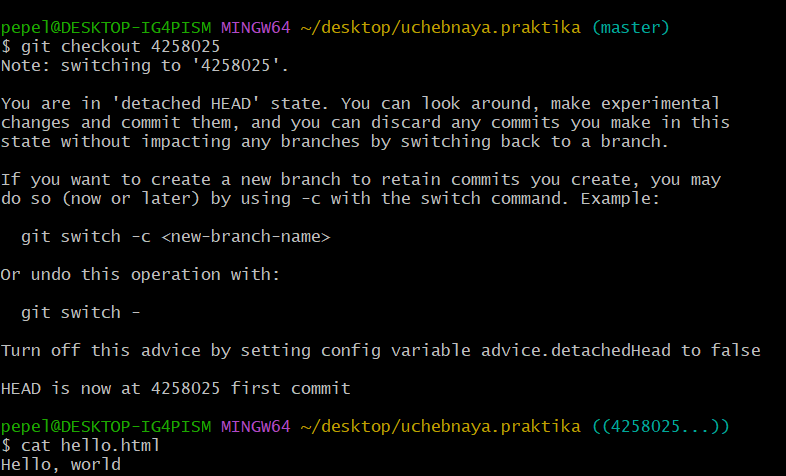 pepel@DESKTOP-IG4PISM MINGW64 ~/desktop/uchebnaya.praktika (master)
$ git checkout 4258025
Note: switching to '4258025'.

You are in 'detached HEAD' state. You can look around, make experimental
changes and commit them, and you can discard any commits you make in this
state without impacting any branches by switching back to a branch.

If you want to create a new branch to retain commits you create, you may
do so (now or later) by using -c with the switch command. Example:

  git switch -c <new-branch-name>

Or undo this operation with:

  git switch -

Turn off this advice by setting config variable advice.detachedHead to false

HEAD is now at 4258025 first commit

pepel@DESKTOP-IG4PISM MINGW64 ~/desktop/uchebnaya.praktika ((4258025...))
$ cat hello.html
Hello, world